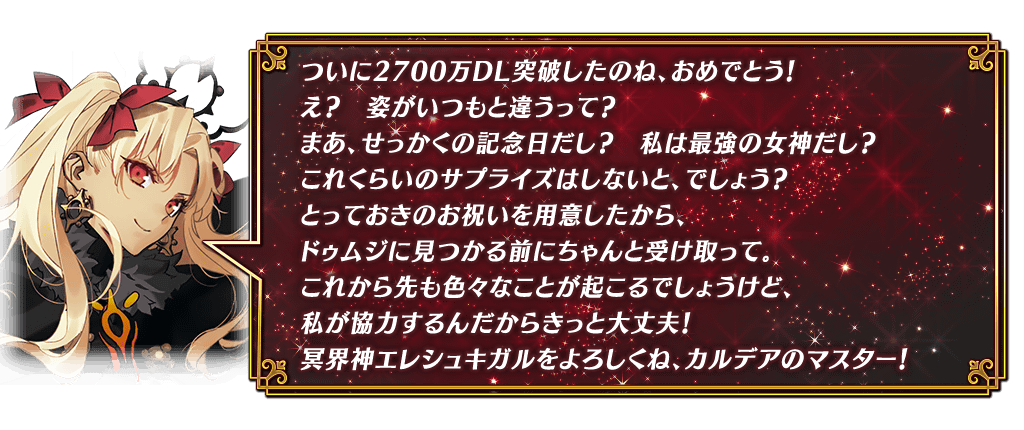 ついに2700万DL突破したのね、おめでとう！
え？　姿がいつもと違うって？
まあ、せっかくの記念日だし？　私は最強の女神だし？
これくらいのサプライズはしないと、でしょう？
とっておきのお祝いを用意したから、
ドゥムジに見つかる前にちゃんと受け取って。
これから先も色々なことが起こるでしょうけど、
私が協力するんだからきっと大丈夫！
冥界神エレシュキガルをよろしくね、カルデアのマスター！